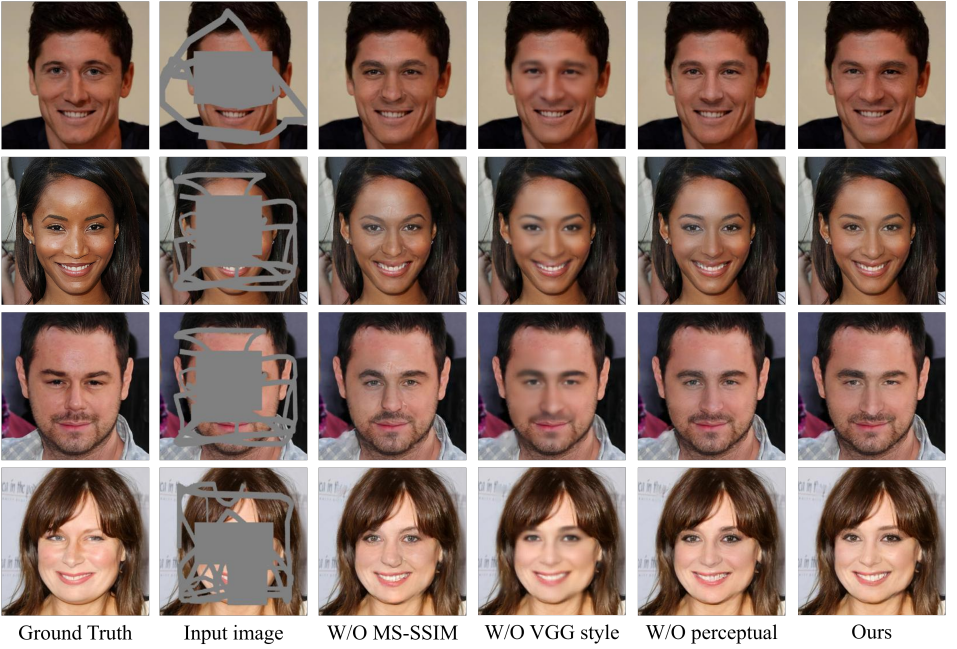 Ground Truth
Input image
W/O MS-SSIM
W/O VGG style
W/O perceptual
Ours